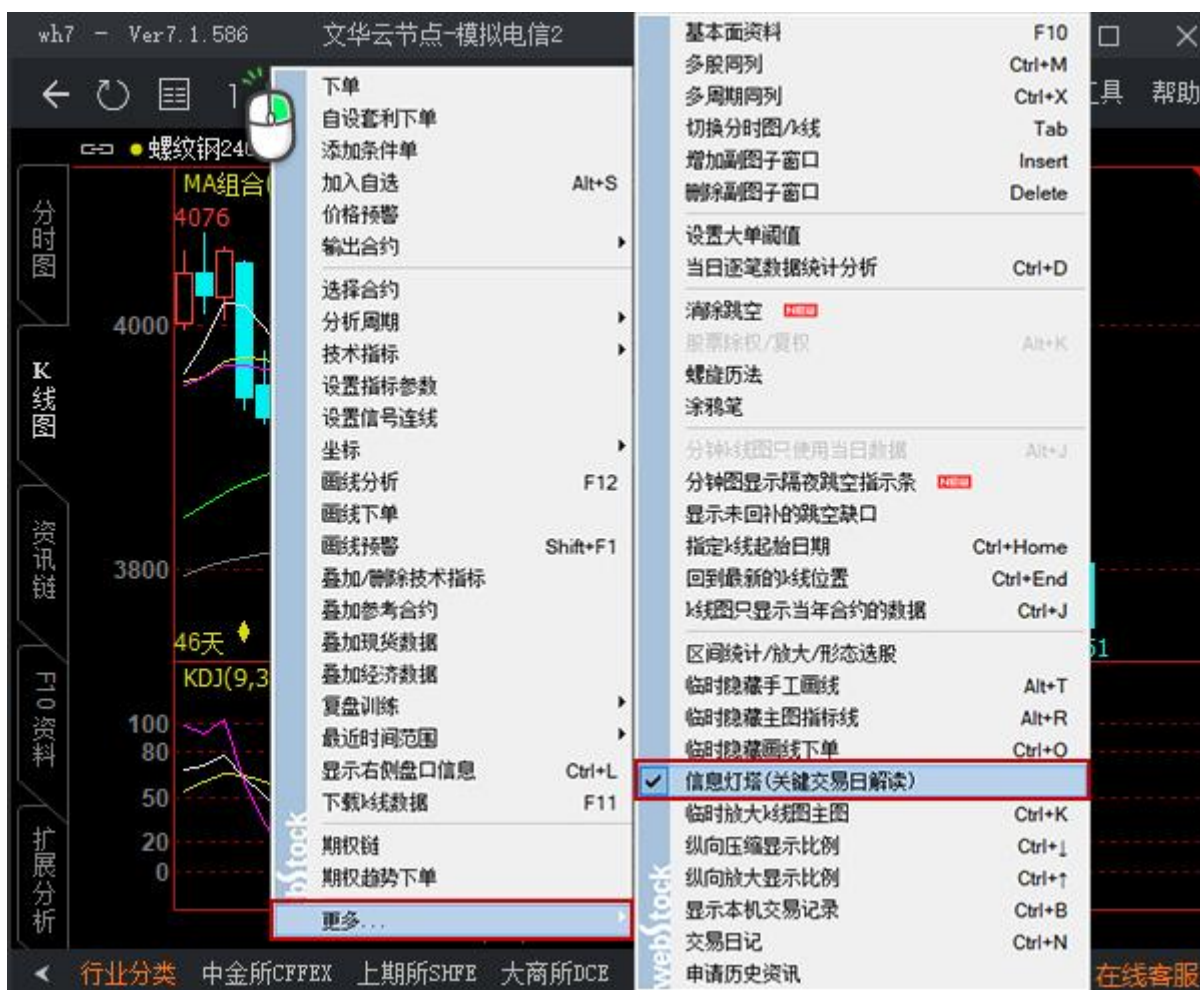 wh7 - Ver7.1.586 文华云节点-模拟电信2
具 帮助
螺纹钢24
MA组合(
4076
4000
3800
46天
KDJ(9,3
100
80
50
20
0
51
分时图
K线图
资讯链
F10资料
扩展分析
下单
自设套利下单
添加条件单
加入自选 Alt+S
价格预警
输出合约
选择合约
分析周期
技术指标
设置指标参数
设置信号连线
坐标
画线分析 F12
画线下单
画线预警 Shift+F1
叠加/删除技术指标
叠加参考合约
叠加现货数据
叠加经济数据
复盘训练
最近时间范围
显示右侧盘口信息 Ctrl+L
下载k线数据 F11
期权链
期权趋势下单
更多...
基本面资料 F10
多股同列 Ctrl+M
多周期同列 Ctrl+X
切换分时图/k线 Tab
增加副图子窗口 Insert
删除副图子窗口 Delete
设置大单阈值
当日逐笔数据统计分析 Ctrl+D
消除跳空 NEW
股票除权/复权 Alt+K
螺旋历法
涂鸦笔
分钟k线图只使用当日数据 Alt+J
分钟图显示隔夜跳空指示条 NEW
显示未回补的跳空缺口
指定k线起始日期 Ctrl+Home
回到最新的k线位置 Ctrl+End
k线图只显示当年合约的数据 Ctrl+J
区间统计/放大/形态选股
临时隐藏手工画线 Alt+T
临时隐藏主图指标线 Alt+R
临时隐藏画线下单 Ctrl+O
信息灯塔(关键交易日解读)
临时放大k线图主图 Ctrl+K
纵向压缩显示比例 Ctrl+↓
纵向放大显示比例 Ctrl+↑
显示本机交易记录 Ctrl+B
交易日记 Ctrl+N
申请历史资讯
webStock
行业分类 中金所CFFEX 上期所SHFE 大商所DCE
在线客服